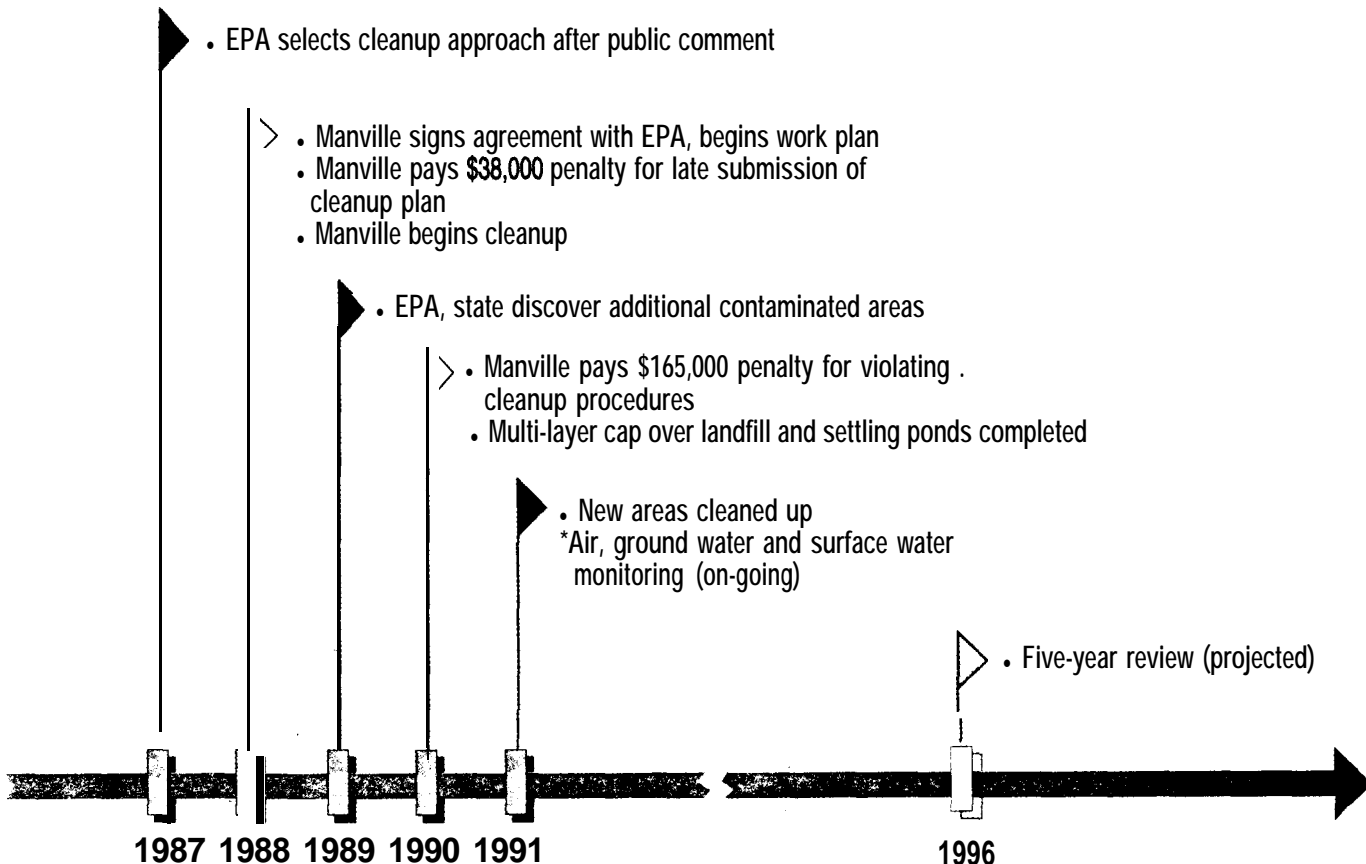 • EPA selects cleanup approach after public comment
• Manville signs agreement with EPA, begins work plan
• Manville pays $38,000 penalty for late submission of
cleanup plan
• Manville begins cleanup
• EPA, state discover additional contaminated areas
• Manville pays $165,000 penalty for violating .
cleanup procedures
• Multi-layer cap over landfill and settling ponds completed
• New areas cleaned up
*Air, ground water and surface water
monitoring (on-going)
• Five-year review (projected)
1987 1988 1989 1990 1991 1996